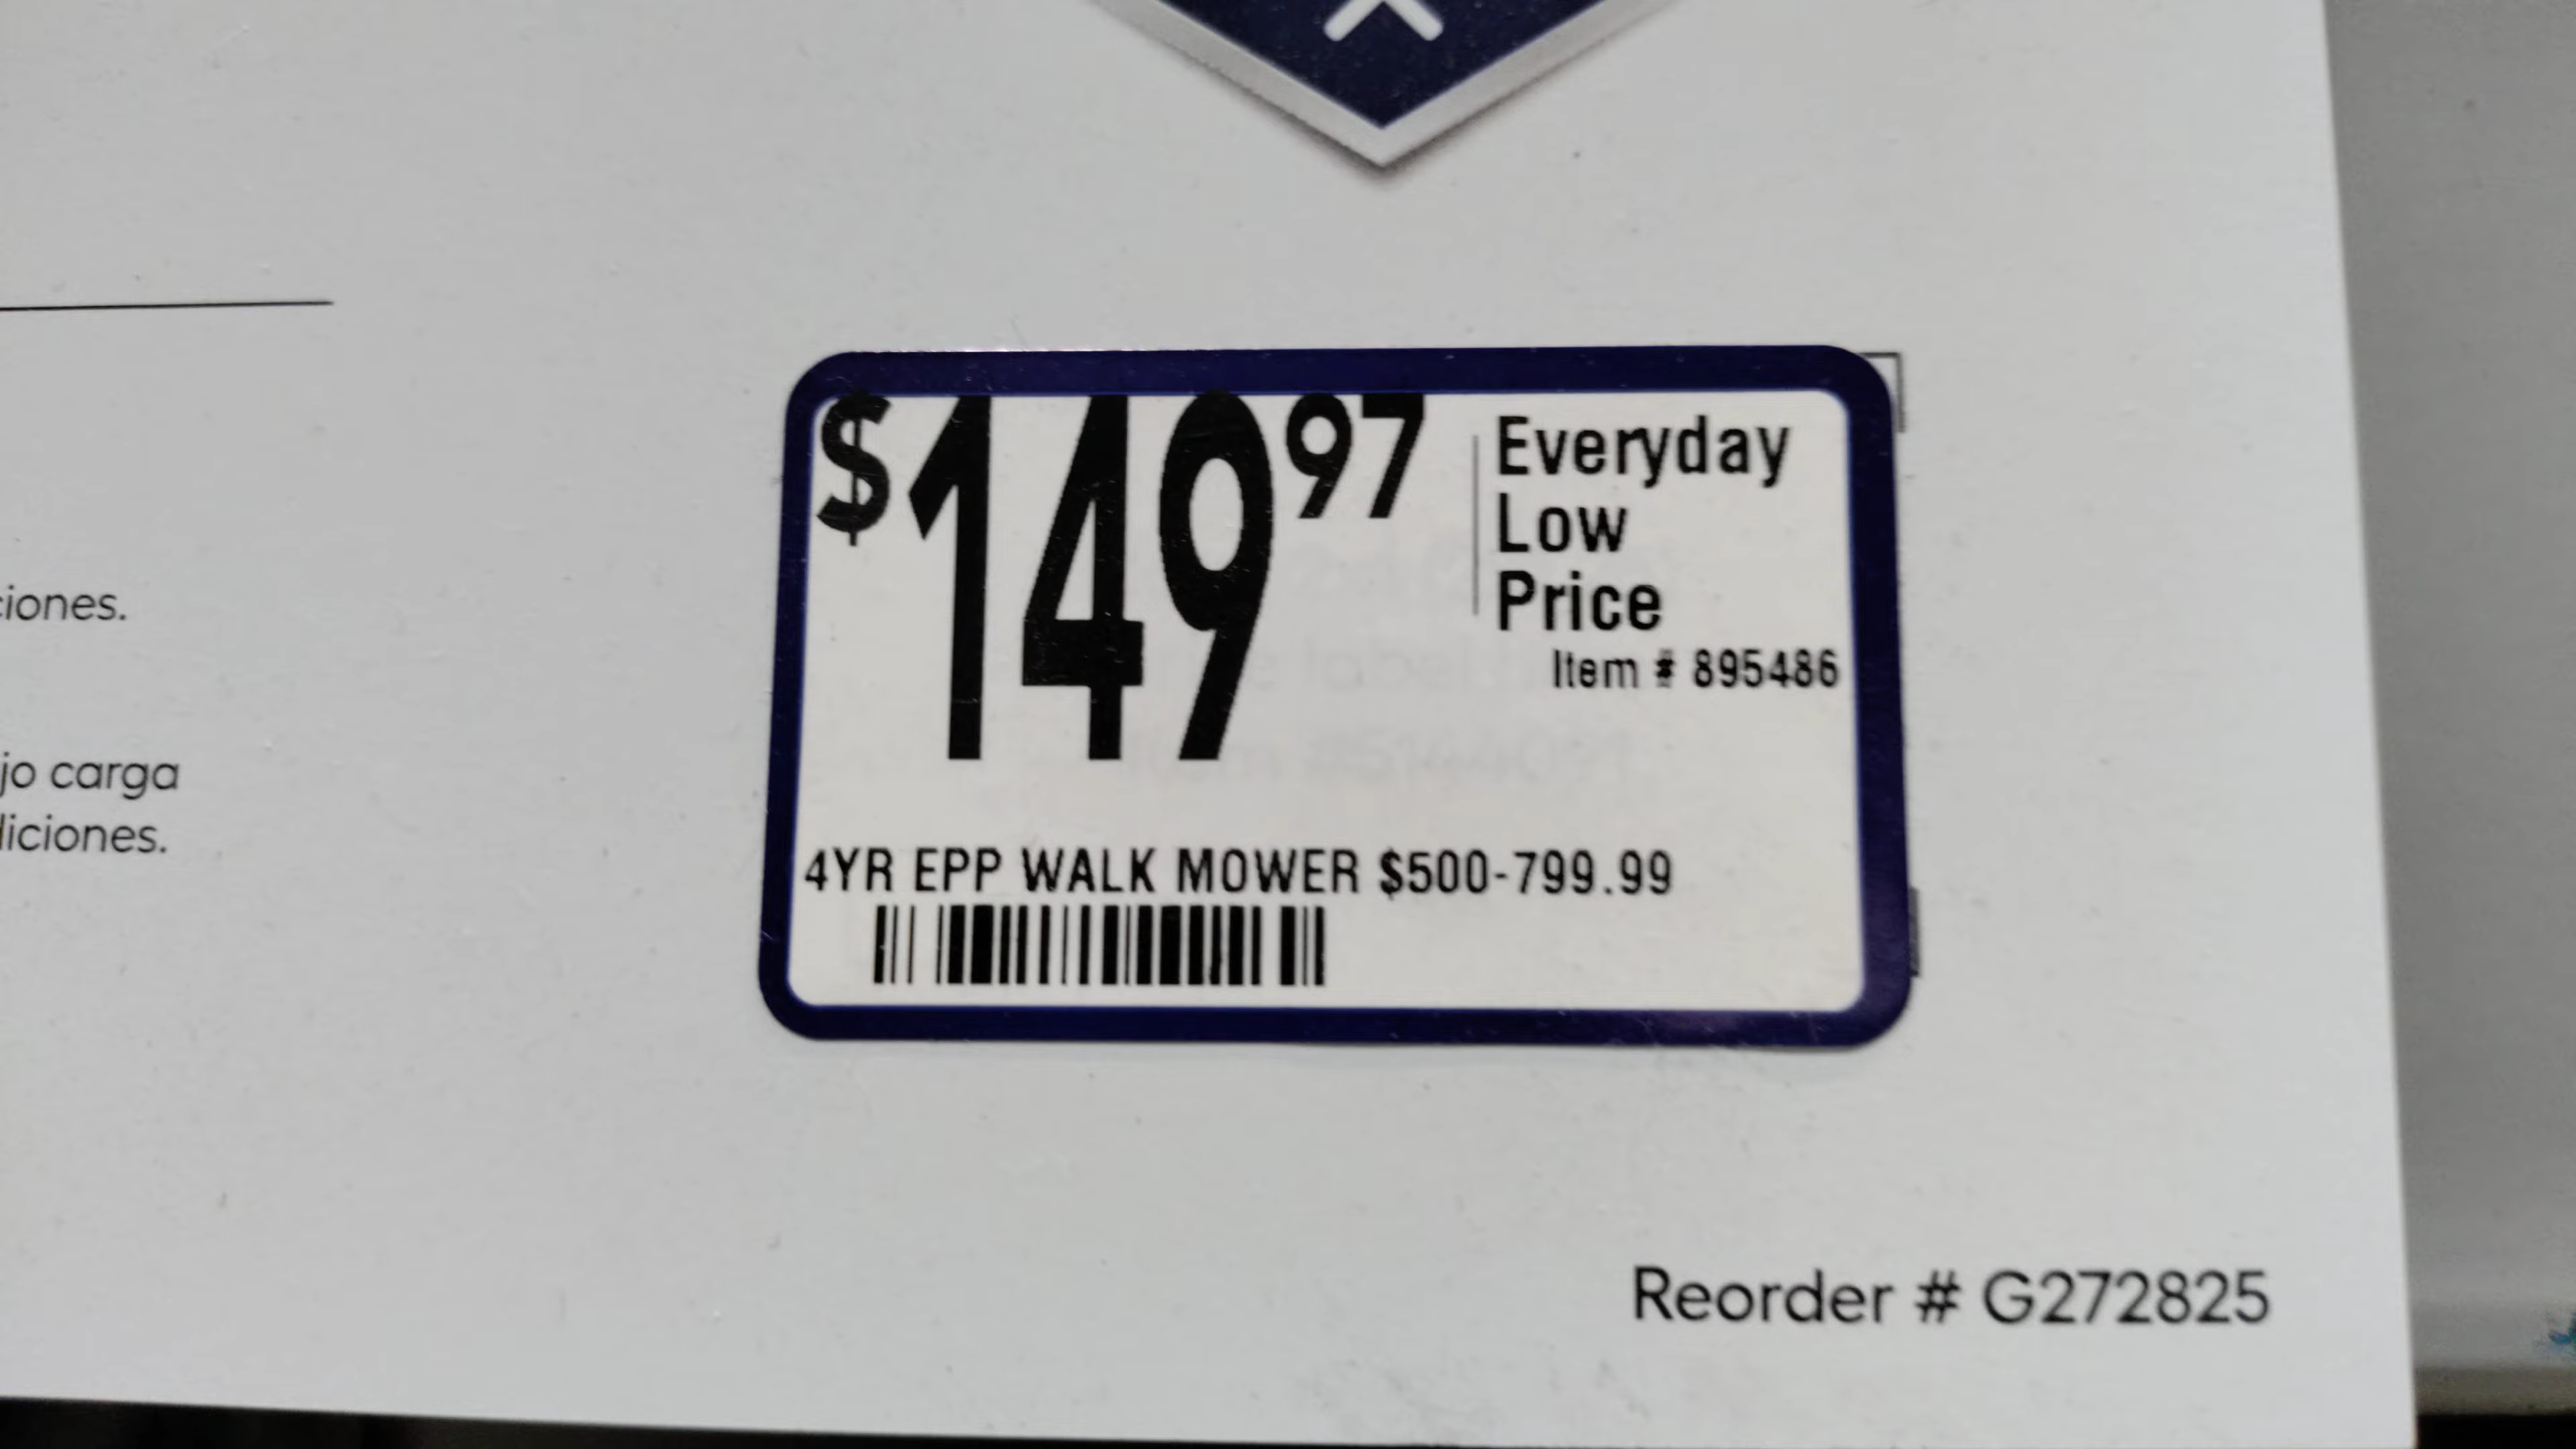 ciones.
jo carga
diciones.
$149 97
Everyday
Low
Price
Item # 895486
4YR EPP WALK MOWER $500-799.99
Reorder # G272825